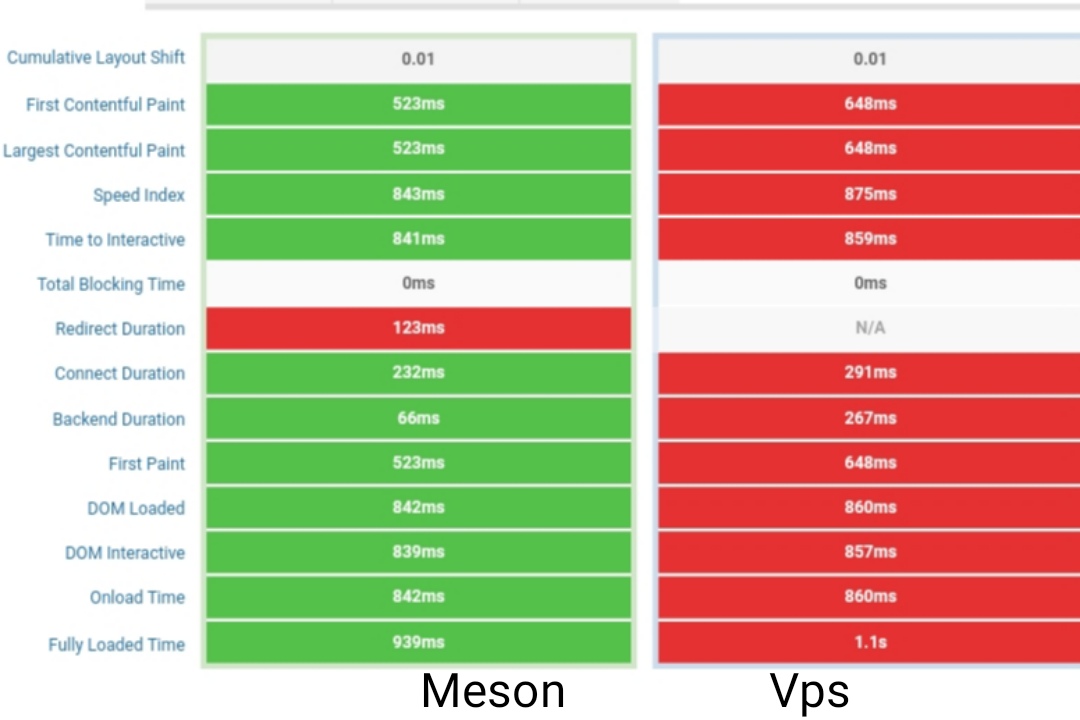 Cumulative Layout Shift 0.01 0.01
First Contentful Paint 523ms 648ms
Largest Contentful Paint 523ms 648ms
Speed Index 843ms 875ms
Time to Interactive 841ms 859ms
Total Blocking Time 0ms 0ms
Redirect Duration 123ms N/A
Connect Duration 232ms 291ms
Backend Duration 66ms 267ms
First Paint 523ms 648ms
DOM Loaded 842ms 860ms
DOM Interactive 839ms 857ms
Onload Time 842ms 860ms
Fully Loaded Time 939ms 1.1s
Meson Vps